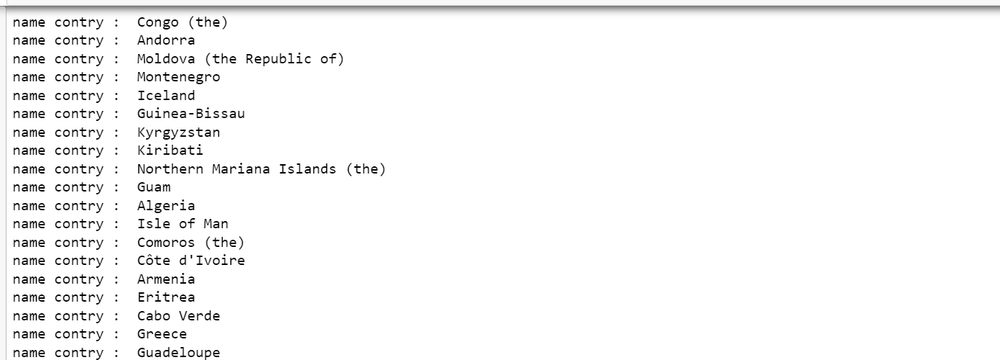 name contry :  Congo (the)
name contry :  Andorra
name contry :  Moldova (the Republic of)
name contry :  Montenegro
name contry :  Iceland
name contry :  Guinea-Bissau
name contry :  Kyrgyzstan
name contry :  Kiribati
name contry :  Northern Mariana Islands (the)
name contry :  Guam
name contry :  Algeria
name contry :  Isle of Man
name contry :  Comoros (the)
name contry :  Côte d'Ivoire
name contry :  Armenia
name contry :  Eritrea
name contry :  Cabo Verde
name contry :  Greece
name contry :  Guadeloupe